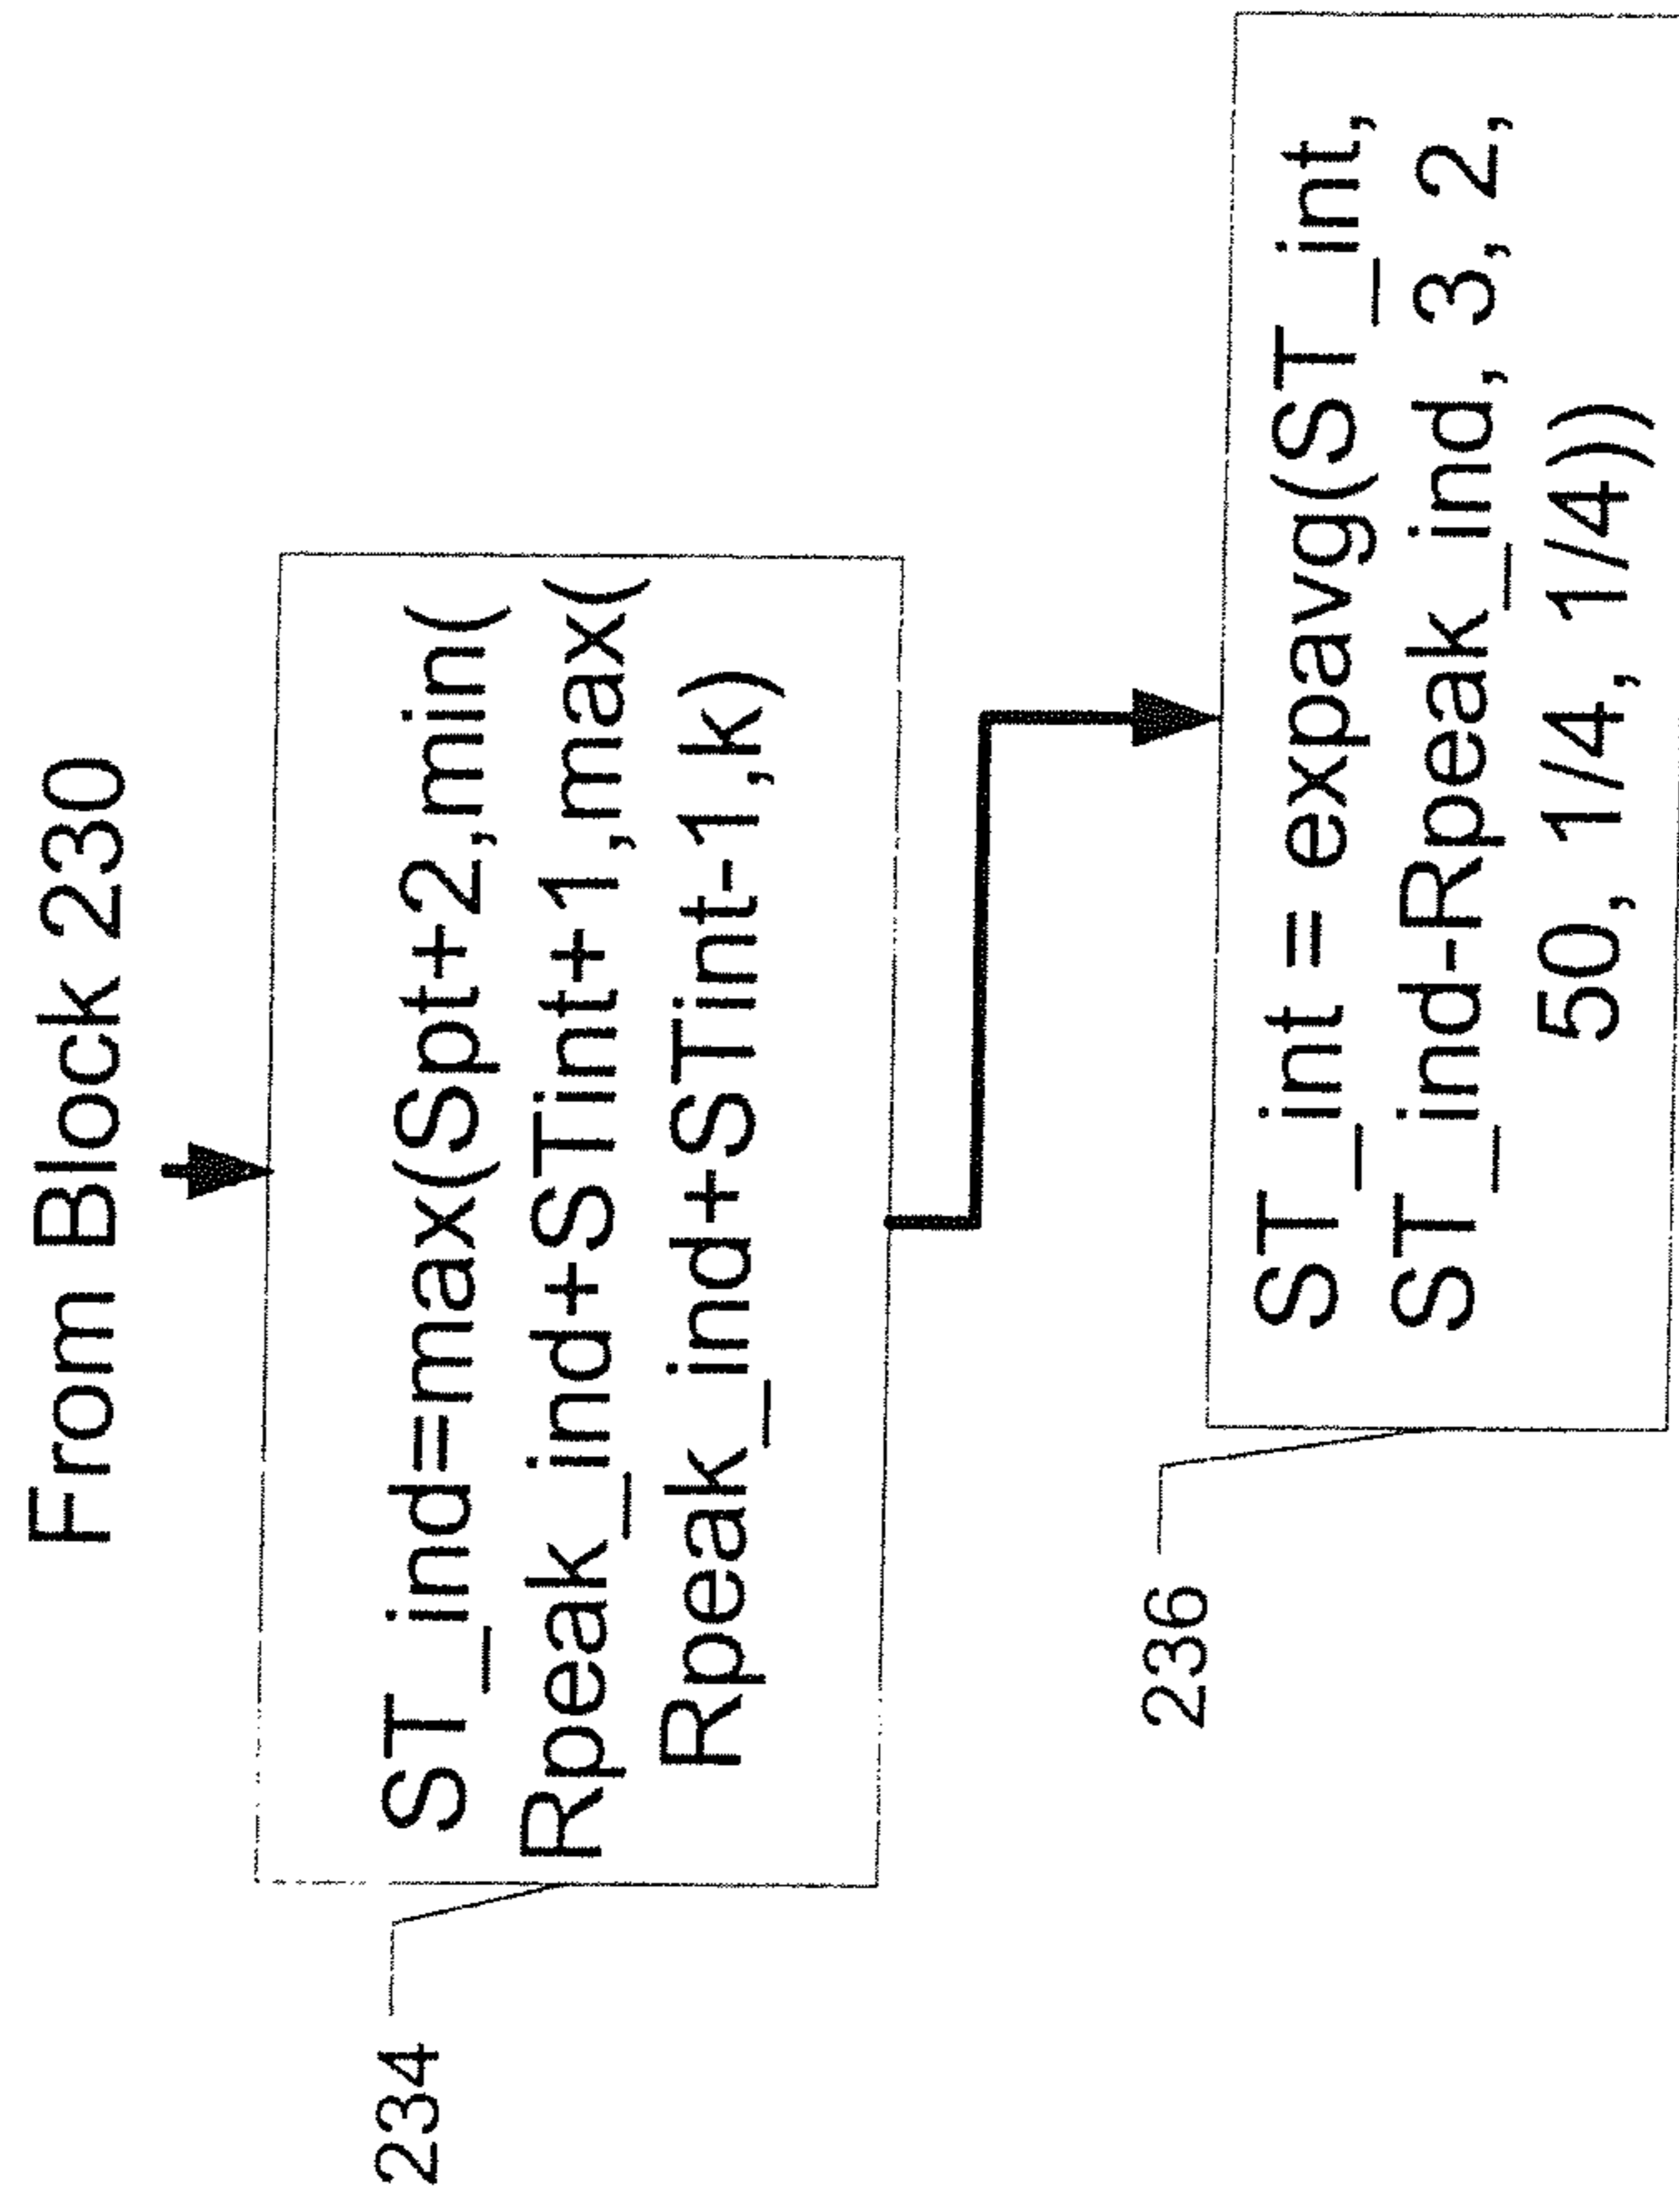 From Block 230
234
ST_ind=max(Spt+2,min(
Rpeak_ind+STint+1,max(
Rpeak_ind+STint-1,k)
236
ST_int = expavg(ST_int,
ST_ind-Rpeak_ind, 3, 2,
50, 1/4, 1/4))